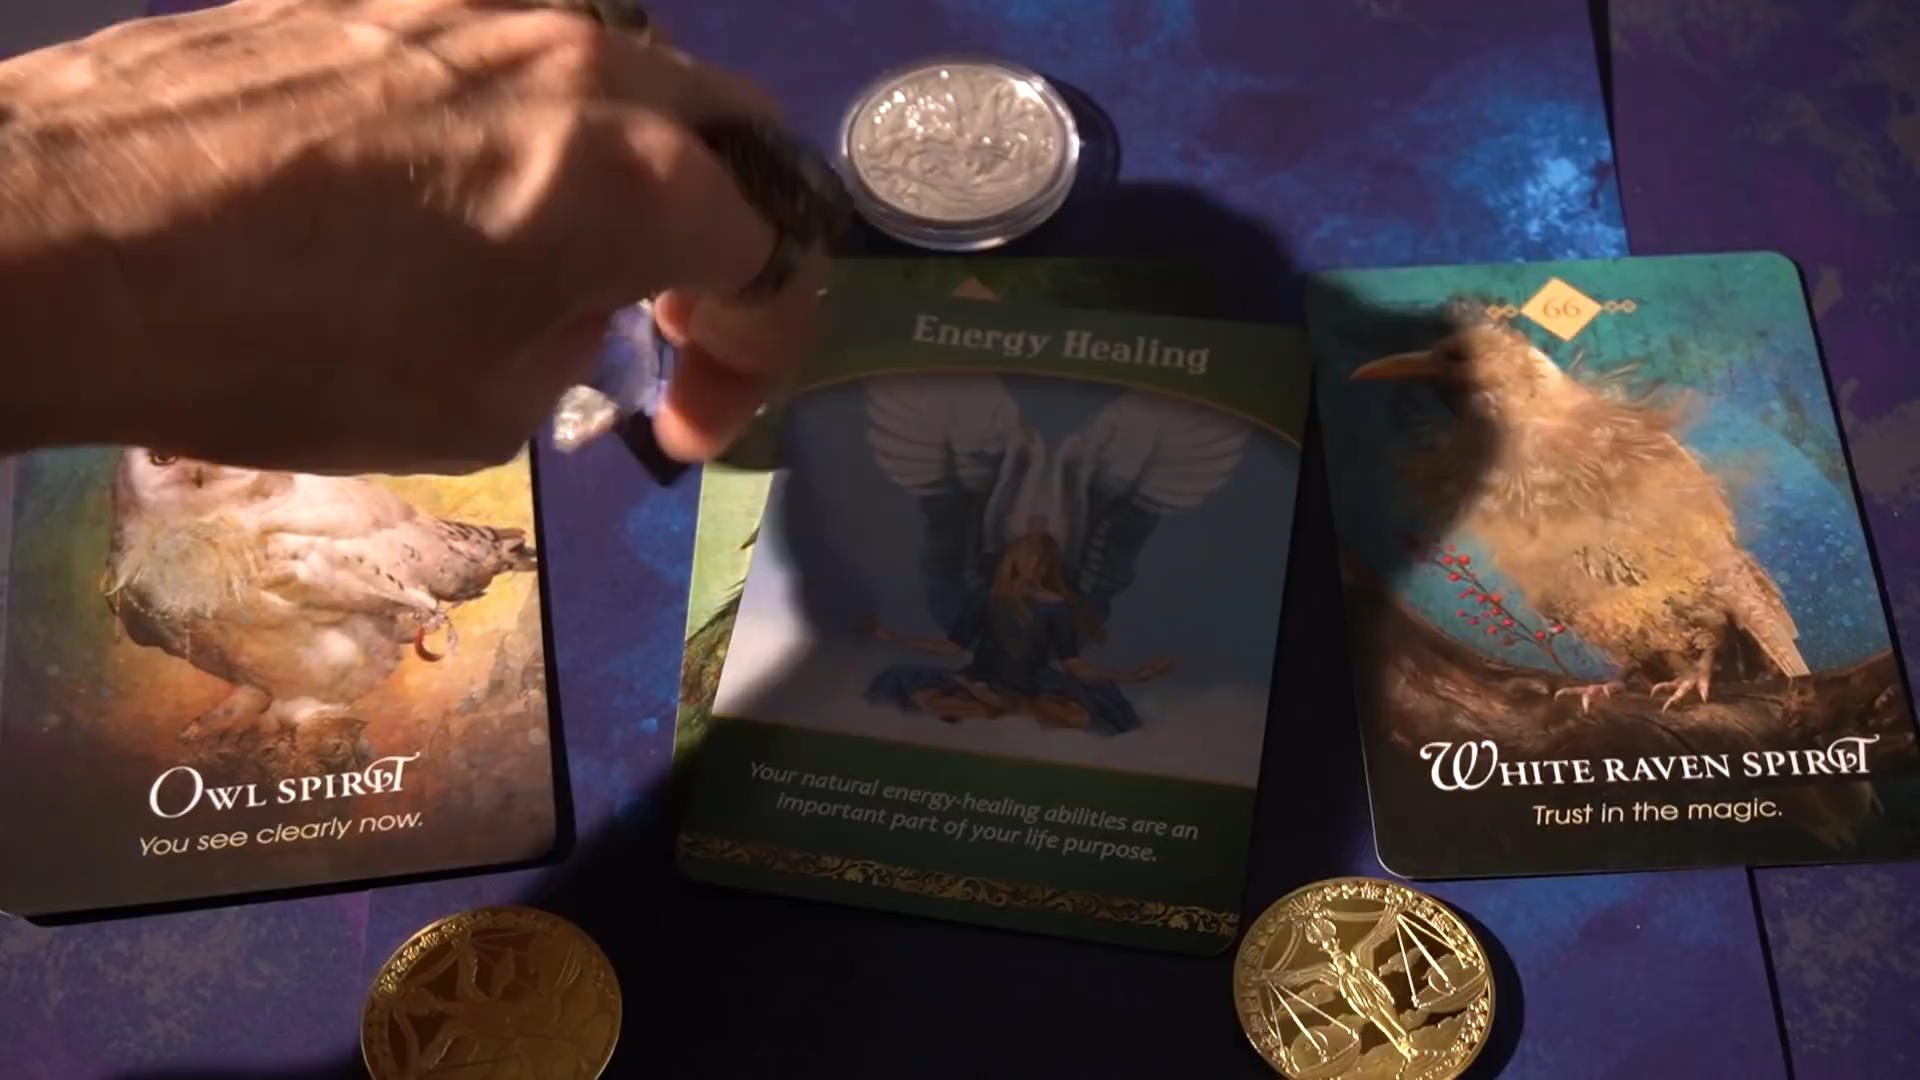 Energy Healing
Your natural energy-healing abilities are an
important part of your life purpose.
OWL SPIRIT
You see clearly now.
66
WHITE RAVEN SPIRIT
Trust in the magic.